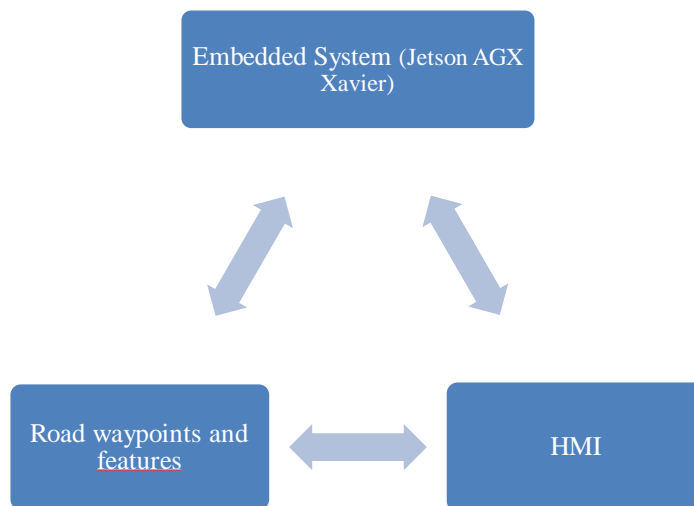 Embedded System (Jetson AGX
Xavier)
Road waypoints and
features
HMI